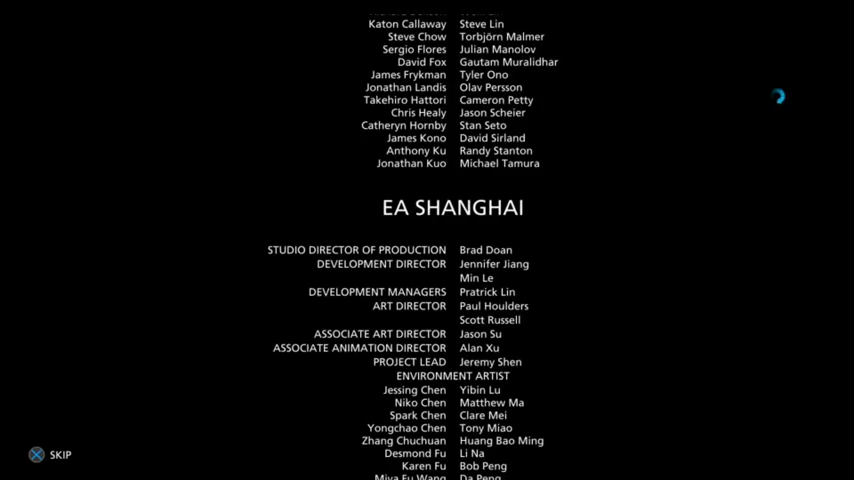 Katon Callaway Steve Lin
Steve Chow Torbjörn Malmer
Sergio Flores Julian Manolov
David Fox Gautam Muralidhar
James Frykman Tyler Ono
Jonathan Landis Olav Persson
Takehiro Hattori Cameron Petty
Chris Healy Jason Scheier
Catheryn Hornby Stan Seto
James Kono David Sirland
Anthony Ku Randy Stanton
Jonathan Kuo Michael Tamura
EA SHANGHAI
STUDIO DIRECTOR OF PRODUCTION Brad Doan
DEVELOPMENT DIRECTOR Jennifer Jiang
Min Le
DEVELOPMENT MANAGERS Pratrick Lin
ART DIRECTOR Paul Houlders
Scott Russell
ASSOCIATE ART DIRECTOR Jason Su
ASSOCIATE ANIMATION DIRECTOR Alan Xu
PROJECT LEAD Jeremy Shen
ENVIRONMENT ARTIST
Jessing Chen Yibin Lu
Niko Chen Matthew Ma
Spark Chen Clare Mei
Yongchao Chen Tony Miao
Zhang Chuchuan Huang Bao Ming
Desmond Fu Li Na
Karen Fu Bob Peng
Miya Fu Wang Da Peng
SKIP